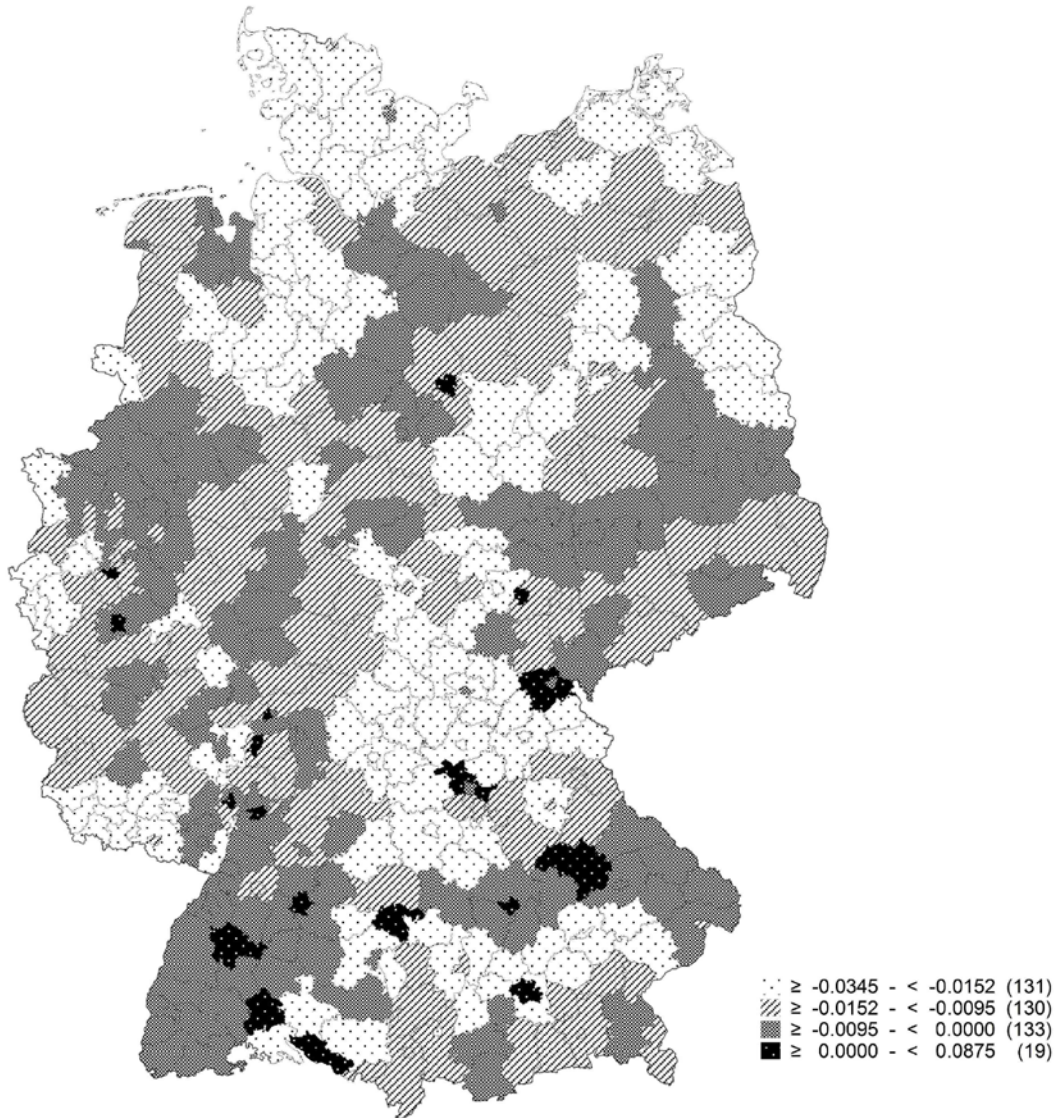 ≥ -0.0345 - < -0.0152 (131)
≥ -0.0152 - < -0.0095 (130)
≥ -0.0095 - < 0.0000 (133)
≥ 0.0000 - < 0.0875 (19)